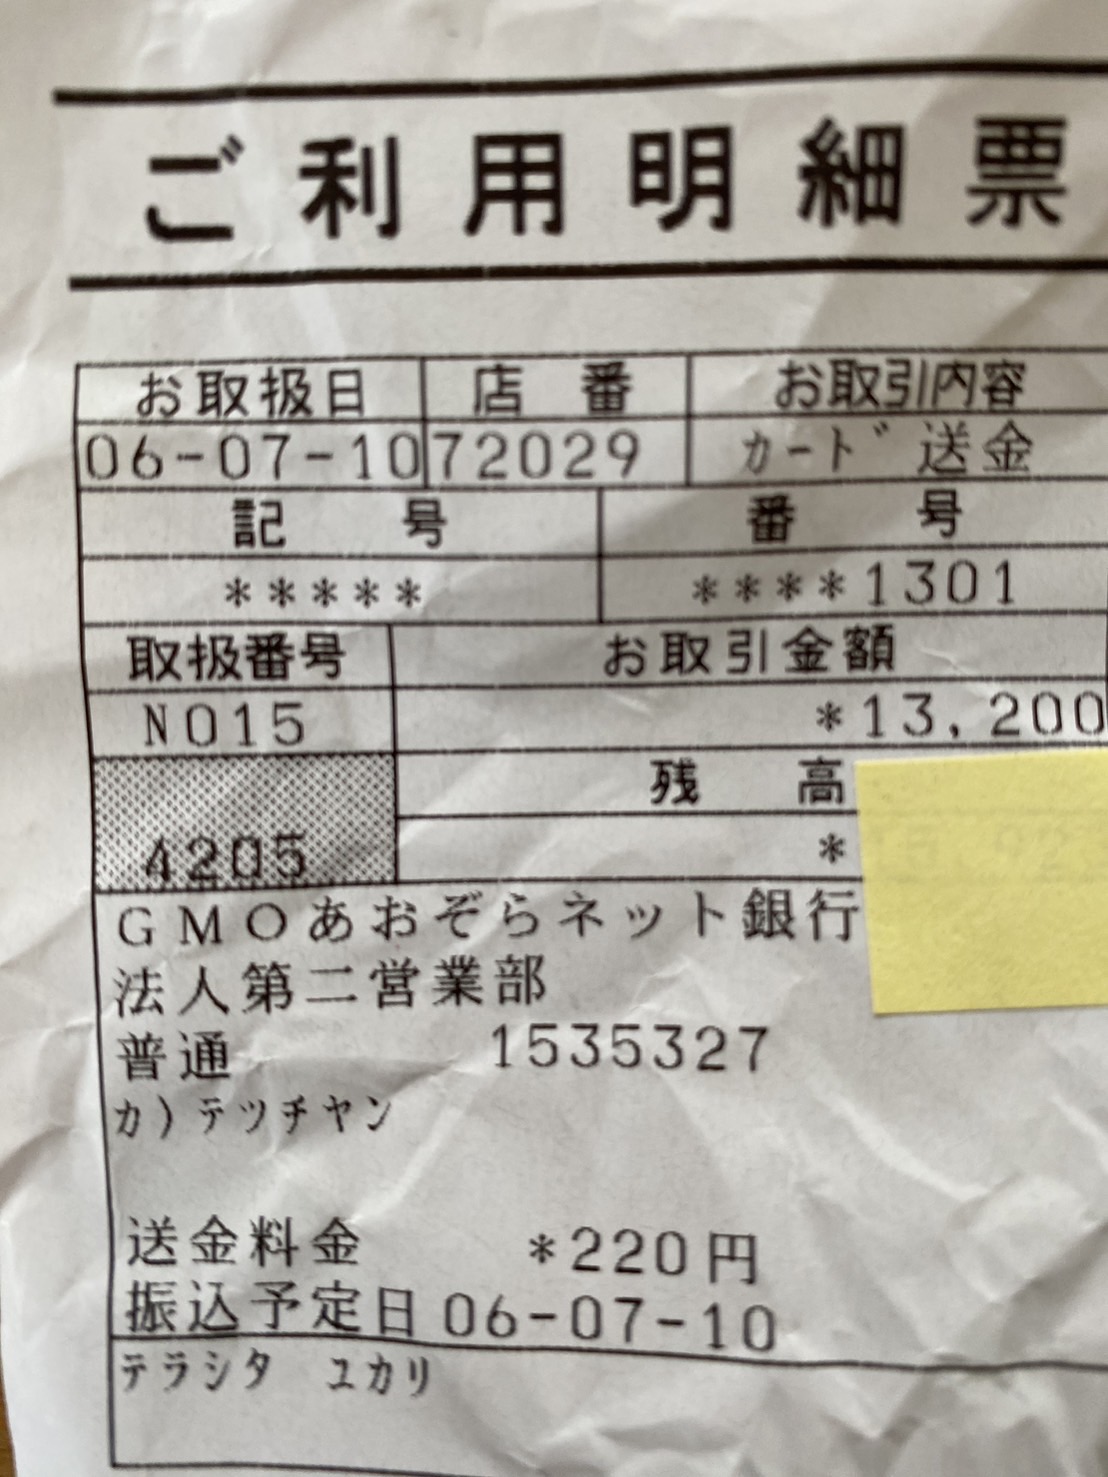 ご利用明細票
お取扱日 店番 お取引内容
06-07-10 72029 カード送金
記号 番号
***** ****1301
取扱番号 お取引金額
N015 *13,200
残高
4205 *
GMOあおぞらネット銀行
法人第二営業部
普通 1535327
カ)テツチヤン
送金料金 *220円
振込予定日06-07-10
テラシタ ユカリ